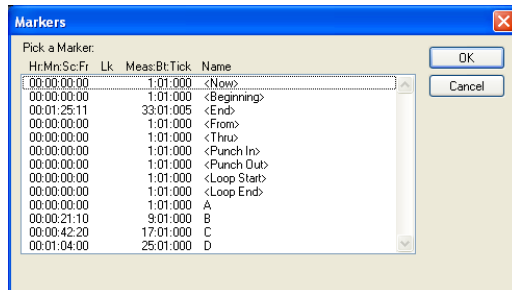 Markers
Pick a Marker:
Hr:Mn:Sc:Fr Lk Meas:Bt:Tick Name
OK
Cancel
00:00:00:00 1:01:000 <Now>
00:00:00:00 1:01:000 <Beginning>
00:01:25:11 33:01:005 <End>
00:00:00:00 1:01:000 <From>
00:00:00:00 1:01:000 <Thru>
00:00:00:00 1:01:000 <Punch In>
00:00:00:00 1:01:000 <Punch Out>
00:00:00:00 1:01:000 <Loop Start>
00:00:00:00 1:01:000 <Loop End>
00:00:00:00 1:01:000 A
00:00:21:10 9:01:000 B
00:00:42:20 17:01:000 C
00:01:04:00 25:01:000 D